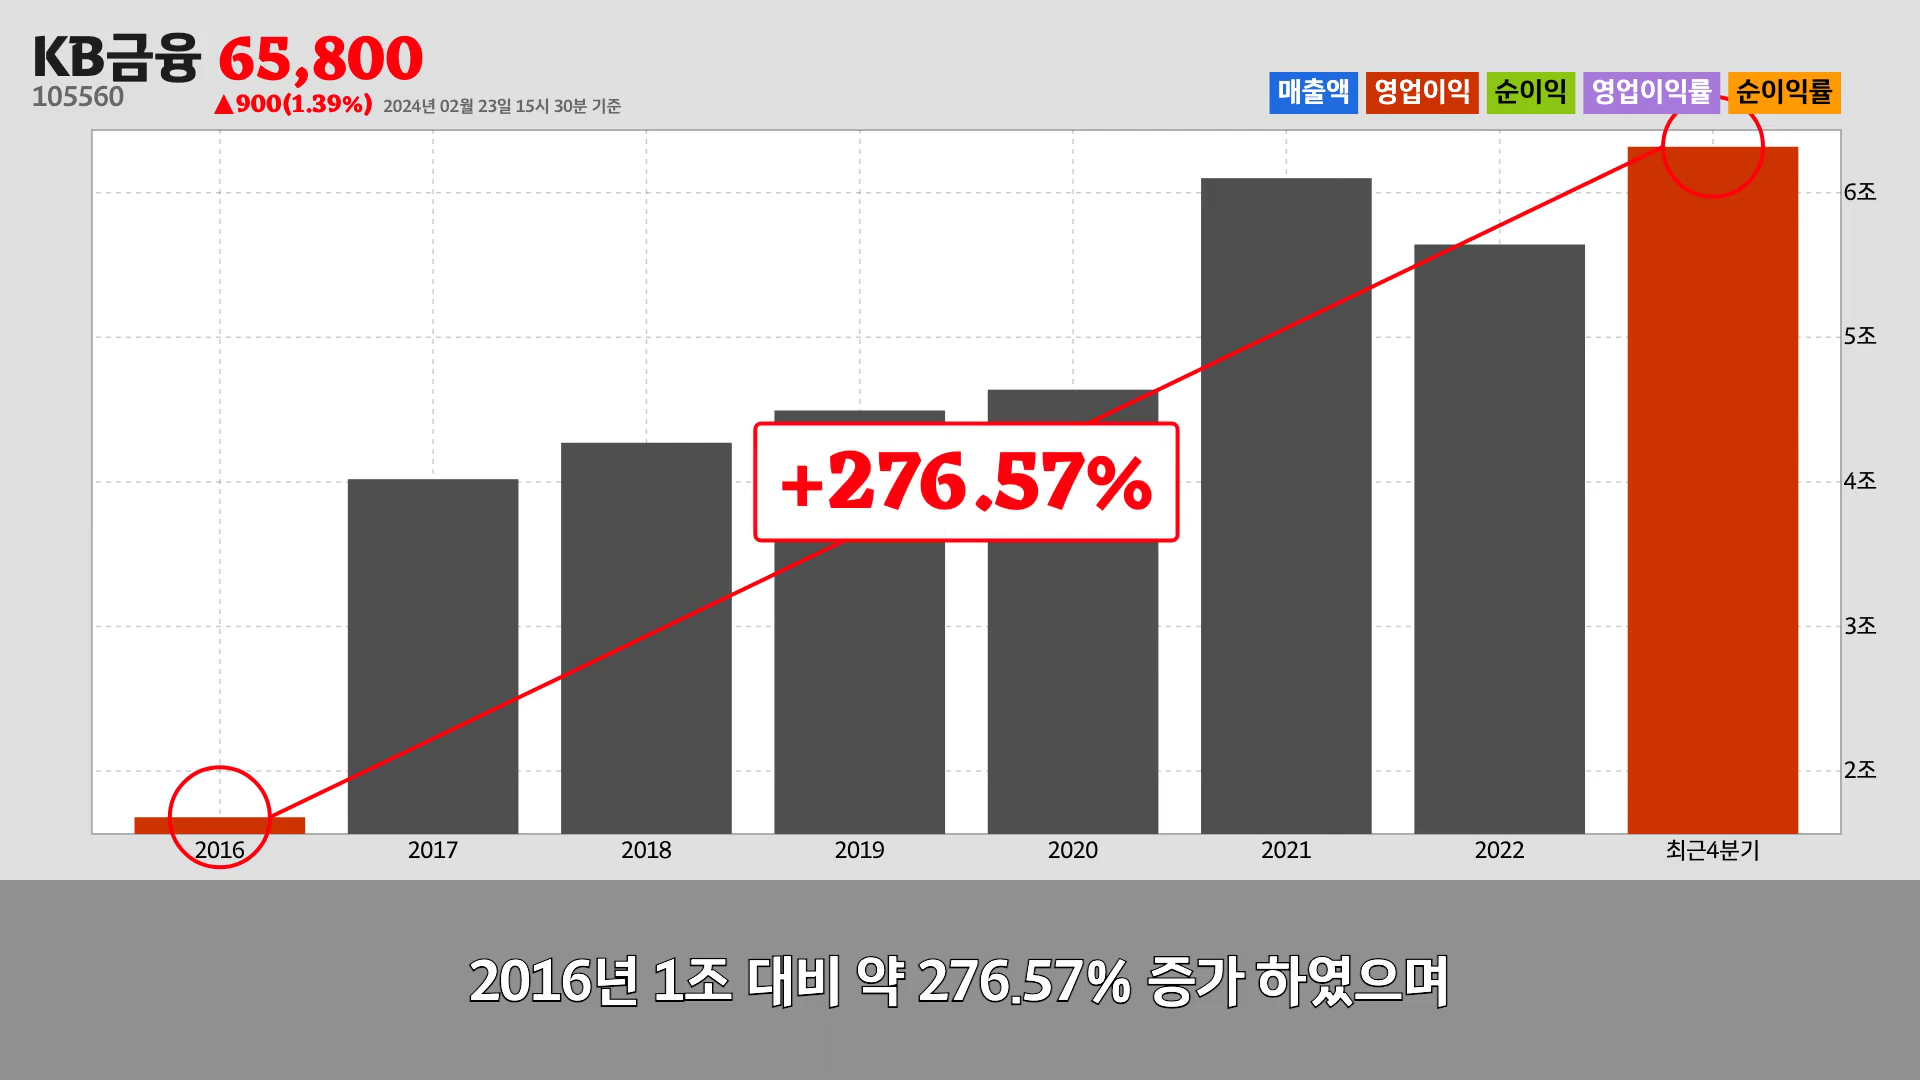 KB금융 65,800
105560
▲900(1.39%) 2024년 02월 23일 15시 30분 기준
매출액 영업이익 순이익 영업이익률 순이익률
6조
5조
4조
3조
2조
+276.57%
2016 2017 2018 2019 2020 2021 2022 최근4분기
2016년 1조 대비 약 276.57% 증가 하였으며